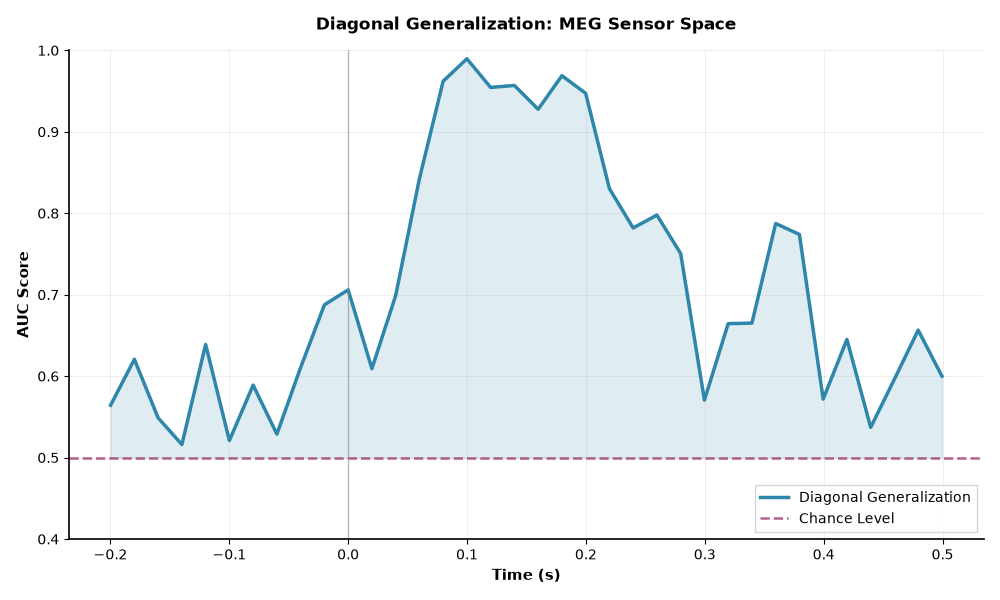 Diagonal Generalization: MEG Sensor Space
AUC Score
1.0
0.9
0.8
0.7
0.6
0.5
0.4
Diagonal Generalization
Chance Level
−0.2 −0.1 0.0 0.1 0.2 0.3 0.4 0.5
Time (s)